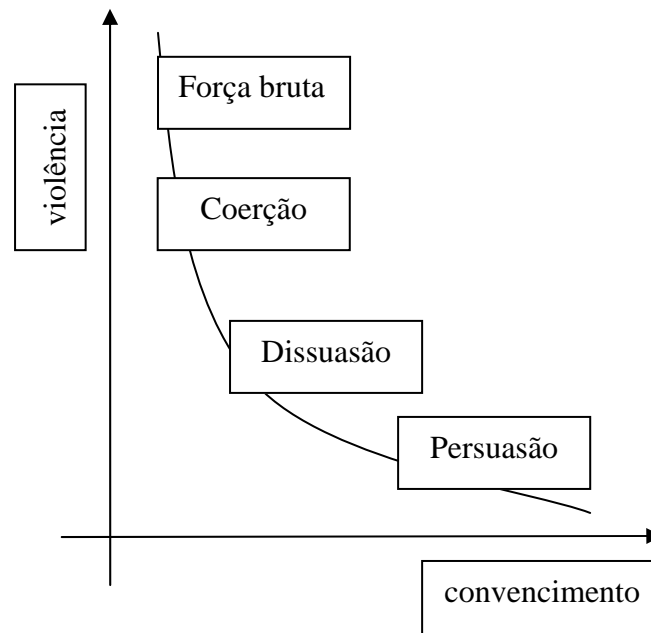 Força bruta
violência
Coerção
Dissuasão
Persuasão
convencimento